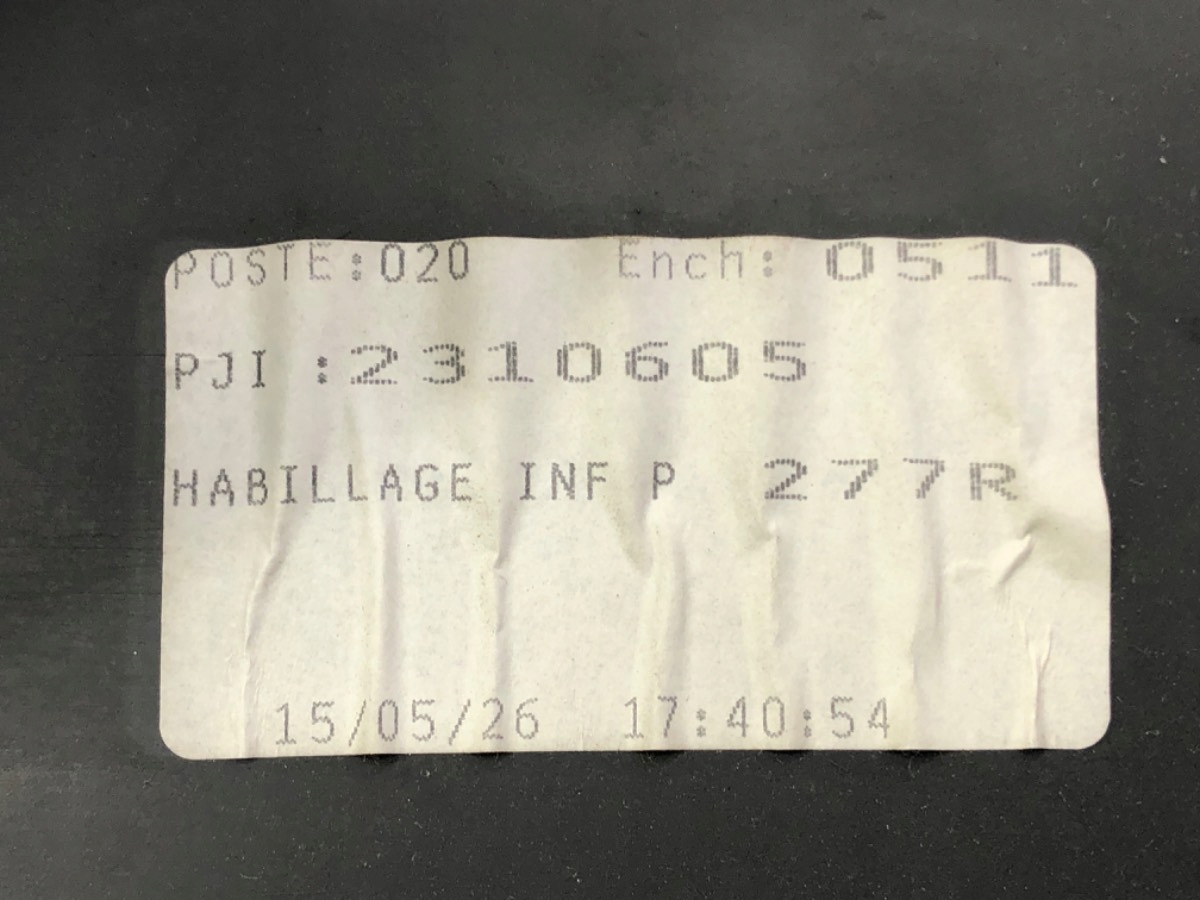 POSTE:020 Ench: 0511
PJI :2310605
HABILLAGE INF P 277R
15/05/26 17:40:54